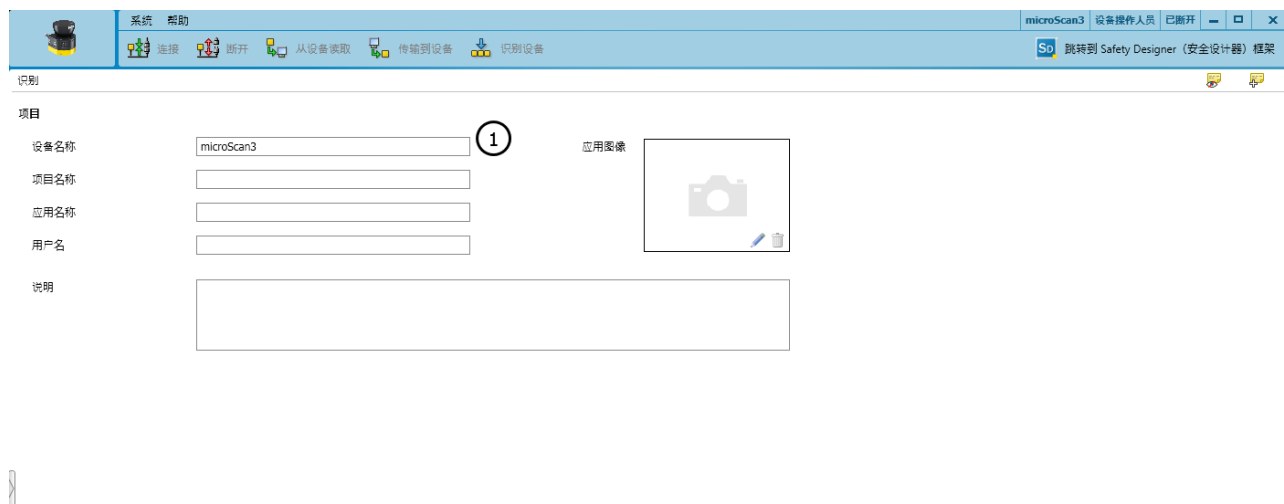 系统 帮助
microScan3 设备操作人员 已断开
连接 断开 从设备读取 传输到设备 识别设备
SD 跳转到 Safety Designer（安全设计器）框架
识别
项目
设备名称 microScan3 1 应用图像
项目名称
应用名称
用户名
说明